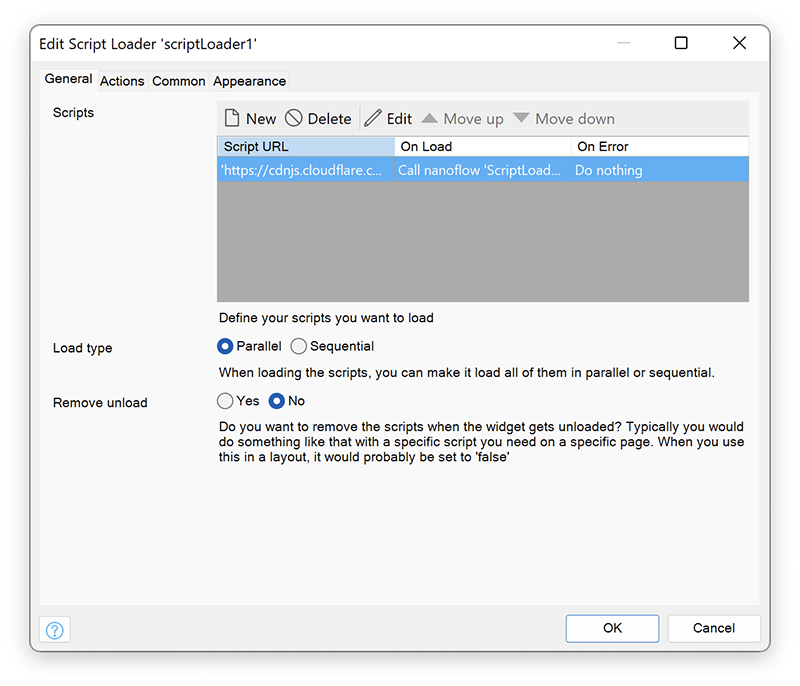 Edit Script Loader 'scriptLoader1'
General Actions Common Appearance
Scripts
New Delete Edit Move up Move down
Script URL On Load On Error
'https://cdnjs.cloudflare.c... Call nanoflow 'ScriptLoad... Do nothing
Define your scripts you want to load
Load type
Parallel Sequential
When loading the scripts, you can make it load all of them in parallel or sequential.
Remove unload
Yes No
Do you want to remove the scripts when the widget gets unloaded? Typically you would
do something like that with a specific script you need on a specific page. When you use
this in a layout, it would probably be set to 'false'
?
OK Cancel